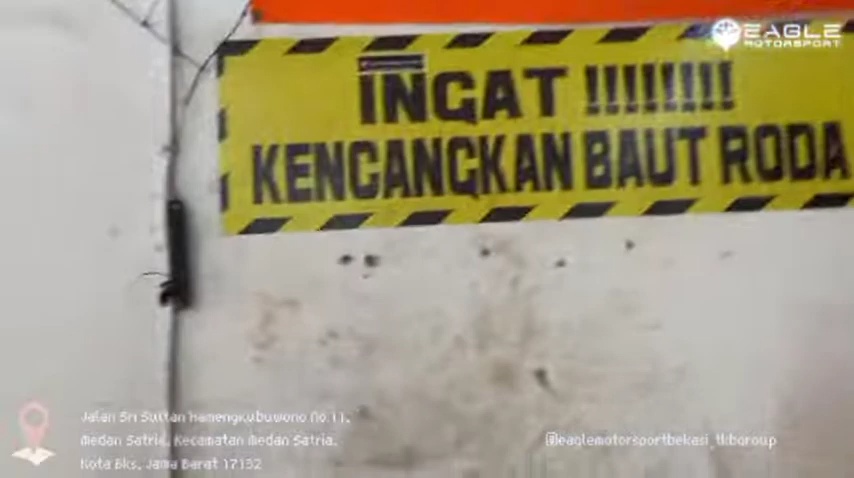 EAGLE
MOTORSPORT
INGAT !!!!!!!!
KENCANGKAN BAUT RODA
Jalan Sri Sultan Hamengkubuwono No.11,
Medan Satria, Kecamatan Medan Satria,
Kota Bks, Jawa Barat 17132
@eaglemotorsportbekasi_tkbgroup